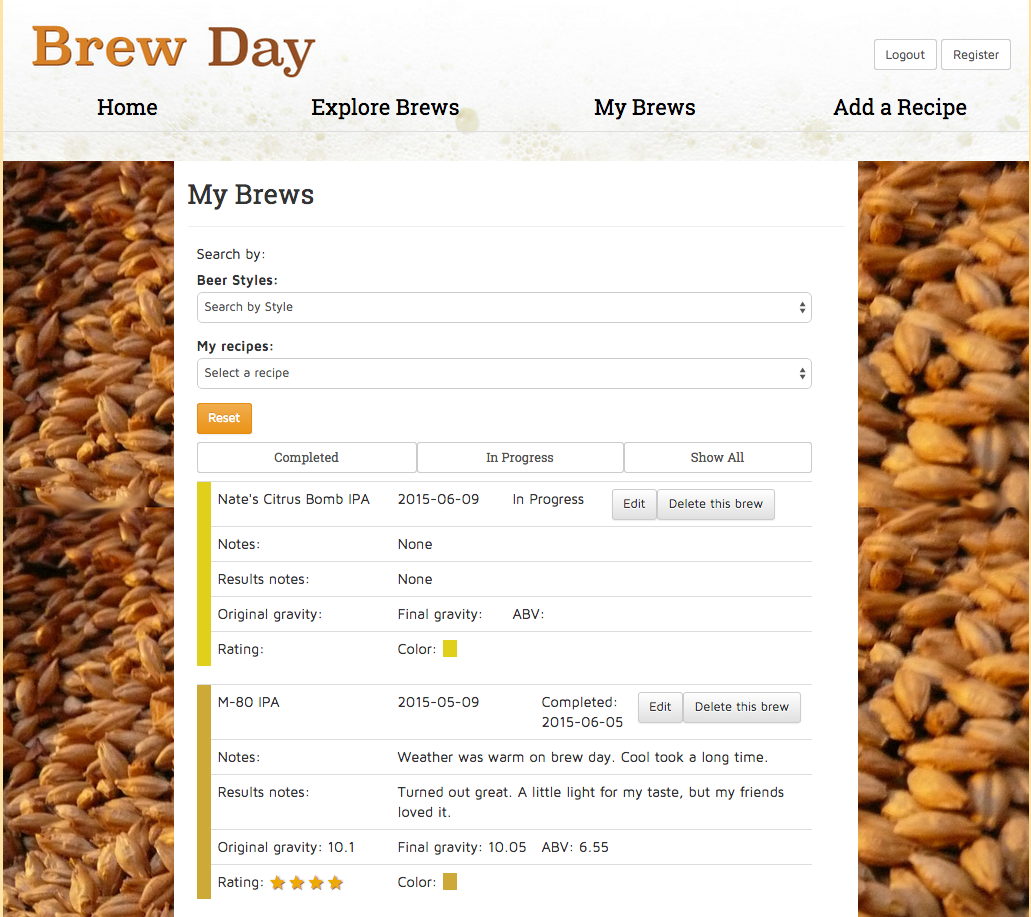 Brew Day
Logout Register
Home Explore Brews My Brews Add a Recipe
My Brews
Search by:
Beer Styles:
Search by Style
My recipes:
Select a recipe
Reset
Completed In Progress Show All
Nate's Citrus Bomb IPA 2015-06-09 In Progress Edit Delete this brew
Notes: None
Results notes: None
Original gravity: Final gravity: ABV:
Rating: Color:
M-80 IPA 2015-05-09 Completed: Edit Delete this brew
2015-06-05
Notes: Weather was warm on brew day. Cool took a long time.
Results notes: Turned out great. A little light for my taste, but my friends
loved it.
Original gravity: 10.1 Final gravity: 10.05 ABV: 6.55
Rating: Color: